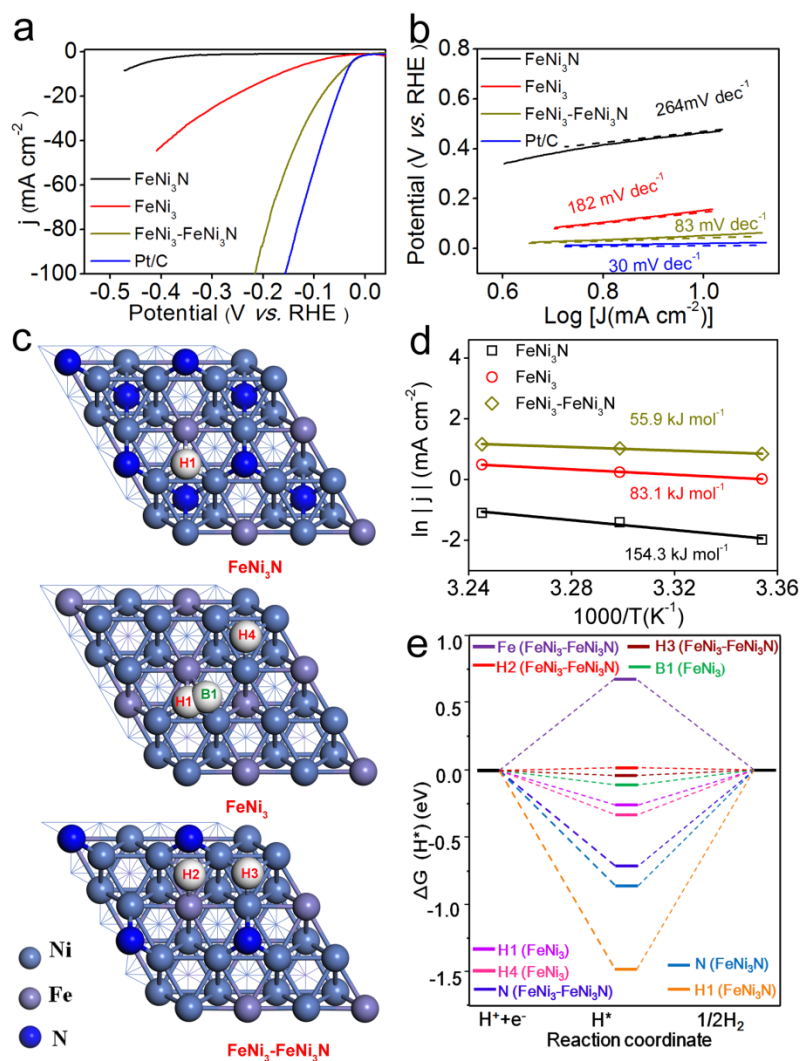 a
0
-20
-40
-60
-80
-100
j (mA cm⁻²)
FeNi₃N
FeNi₃
FeNi₃-FeNi₃N
Pt/C
-0.5 -0.4 -0.3 -0.2 -0.1 0.0
Potential (V vs. RHE )
b
0.8
0.6
0.4
0.2
0.0
Potential (V vs. RHE)
FeNi₃N
FeNi₃
FeNi₃-FeNi₃N
Pt/C
264mV dec⁻¹
182 mV dec⁻¹
83 mV dec⁻¹
30 mV dec⁻¹
0.6 0.8 1.0
Log [J(mA cm⁻²)]
c
H1
FeNi₃N
H4
H1 B1
FeNi₃
H2 H3
Ni
Fe
N
FeNi₃-FeNi₃N
d
4
2
0
-2
ln | j | (mA cm⁻²)
FeNi₃N
FeNi₃
FeNi₃-FeNi₃N
55.9 kJ mol⁻¹
83.1 kJ mol⁻¹
154.3 kJ mol⁻¹
3.24 3.28 3.32 3.36
1000/T(K⁻¹)
e
1.0
0.5
0.0
-0.5
-1.0
-1.5
ΔG (H*) (eV)
Fe (FeNi₃-FeNi₃N) H3 (FeNi₃-FeNi₃N)
H2 (FeNi₃-FeNi₃N) B1 (FeNi₃)
H1 (FeNi₃)
H4 (FeNi₃) N (FeNi₃N)
N (FeNi₃-FeNi₃N) H1 (FeNi₃N)
H⁺+e⁻ H* 1/2H₂
Reaction coordinate